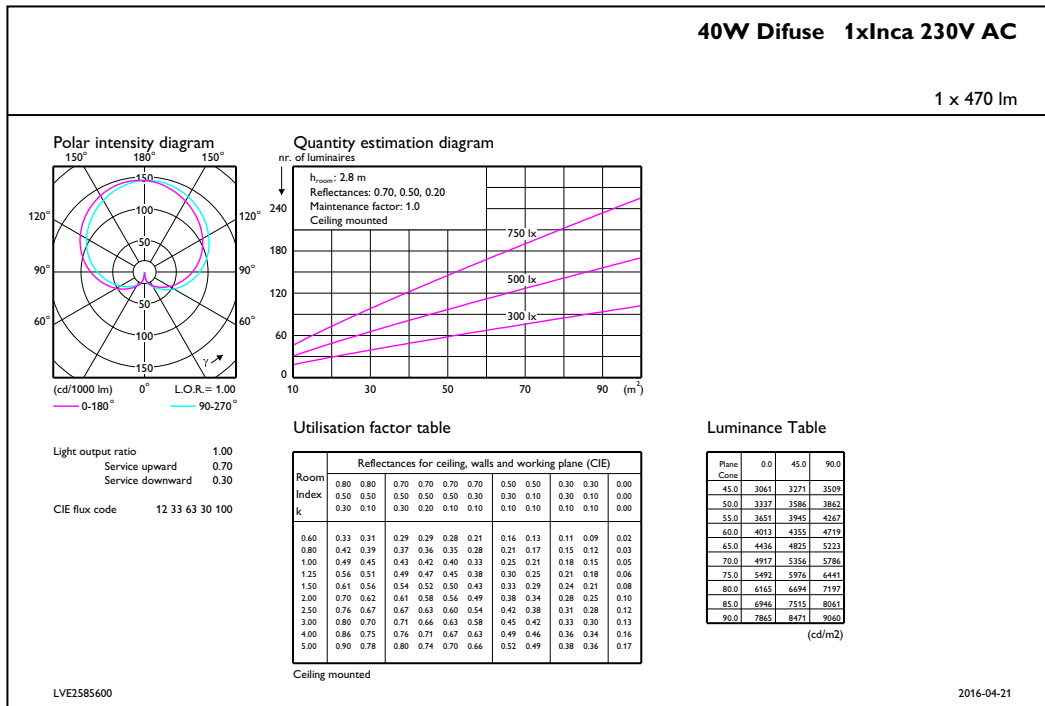 40W Difuse 1xInca 230V AC
1 x 470 lm
Polar intensity diagram
150° 180° 150°
150
120° 100 120°
50
90° 90°
50
60° 100 60°
150 γ
(cd/1000 lm) 0° L.O.R.= 1.00
0-180° 90-270°
Quantity estimation diagram
nr. of luminaires
hroom: 2.8 m
Reflectances: 0.70, 0.50, 0.20
Maintenance factor: 1.0
Ceiling mounted
240
180
120
60
0
750 lx
500 lx
300 lx
10 30 50 70 90 (m²)
Light output ratio 1.00
Service upward 0.70
Service downward 0.30
CIE flux code 12 33 63 30 100
Utilisation factor table
Room Index k
Reflectances for ceiling, walls and working plane (CIE)
0.80 0.80 0.70 0.70 0.70 0.70 0.50 0.50 0.30 0.30 0.00
0.50 0.50 0.50 0.50 0.50 0.30 0.30 0.10 0.30 0.10 0.00
0.30 0.10 0.30 0.20 0.10 0.10 0.10 0.10 0.10 0.10 0.00
0.60 0.33 0.31 0.29 0.29 0.28 0.21 0.16 0.13 0.11 0.09 0.02
0.80 0.42 0.39 0.37 0.36 0.35 0.28 0.21 0.17 0.15 0.12 0.03
1.00 0.49 0.45 0.43 0.42 0.40 0.33 0.25 0.21 0.18 0.15 0.05
1.25 0.56 0.51 0.49 0.47 0.45 0.38 0.30 0.25 0.21 0.18 0.06
1.50 0.61 0.56 0.54 0.52 0.50 0.43 0.33 0.29 0.24 0.21 0.08
2.00 0.70 0.62 0.61 0.58 0.56 0.49 0.38 0.34 0.28 0.25 0.10
2.50 0.76 0.67 0.67 0.63 0.60 0.54 0.42 0.38 0.31 0.28 0.12
3.00 0.80 0.70 0.71 0.66 0.63 0.58 0.45 0.42 0.33 0.30 0.13
4.00 0.86 0.75 0.76 0.71 0.67 0.63 0.49 0.46 0.36 0.34 0.16
5.00 0.90 0.78 0.80 0.74 0.70 0.66 0.52 0.49 0.38 0.36 0.17
Ceiling mounted
Luminance Table
Plane 0.0 45.0 90.0
Cone
45.0 3061 3271 3509
50.0 3337 3586 3862
55.0 3651 3945 4267
60.0 4013 4355 4719
65.0 4436 4825 5223
70.0 4917 5356 5786
75.0 5492 5976 6441
80.0 6165 6694 7197
85.0 6946 7515 8061
90.0 7865 8471 9060
(cd/m2)
LVE2585600
2016-04-21